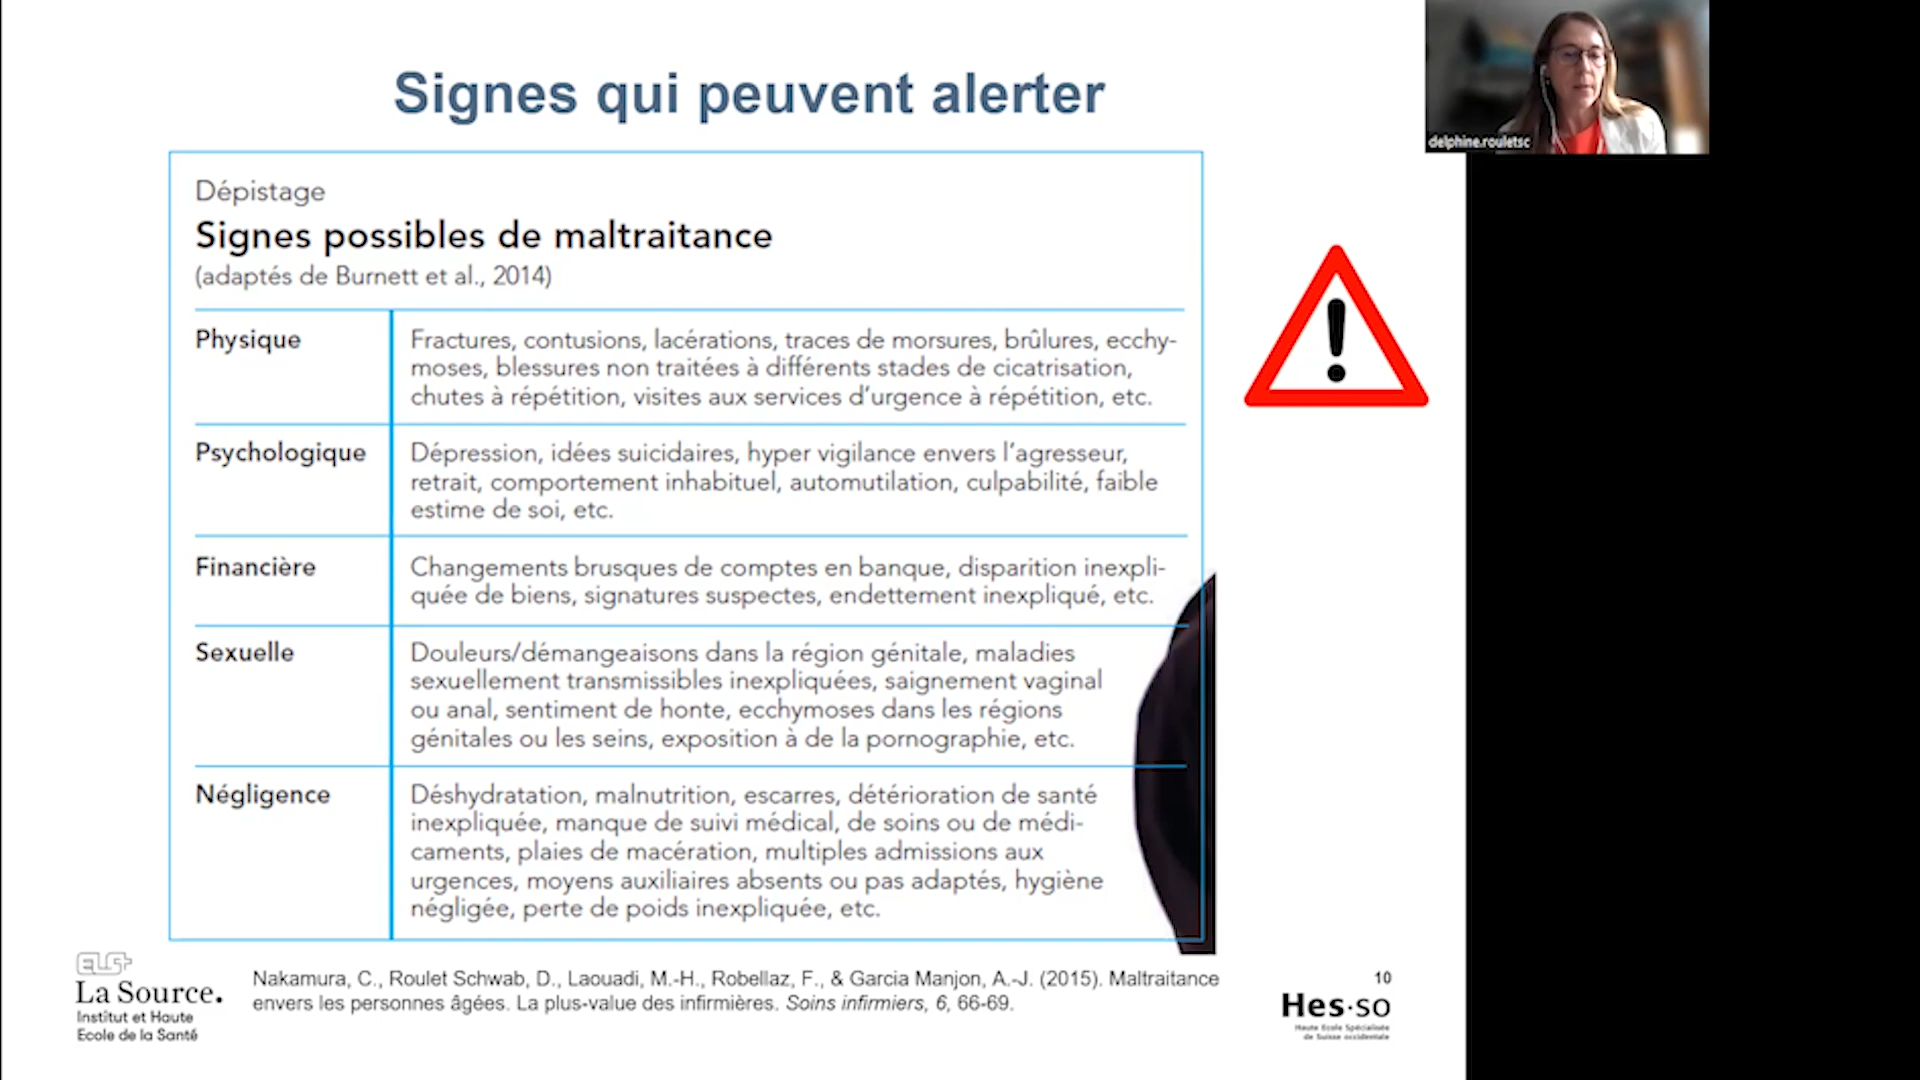 Signes qui peuvent alerter
delphine.rouletsc
Dépistage
Signes possibles de maltraitance
(adaptés de Burnett et al., 2014)
Physique
Fractures, contusions, lacérations, traces de morsures, brûlures, ecchy-
moses, blessures non traitées à différents stades de cicatrisation,
chutes à répétition, visites aux services d'urgence à répétition, etc.
Psychologique
Dépression, idées suicidaires, hyper vigilance envers l'agresseur,
retrait, comportement inhabituel, automutilation, culpabilité, faible
estime de soi, etc.
Financière
Changements brusques de comptes en banque, disparition inexpli-
quée de biens, signatures suspectes, endettement inexpliqué, etc.
Sexuelle
Douleurs/démangeaisons dans la région génitale, maladies
sexuellement transmissibles inexpliquées, saignement vaginal
ou anal, sentiment de honte, ecchymoses dans les régions
génitales ou les seins, exposition à de la pornographie, etc.
Négligence
Déshydratation, malnutrition, escarres, détérioration de santé
inexpliquée, manque de suivi médical, de soins ou de médi-
caments, plaies de macération, multiples admissions aux
urgences, moyens auxiliaires absents ou pas adaptés, hygiène
négligée, perte de poids inexpliquée, etc.
ELS+
La Source.
Institut et Haute
Ecole de la Santé
Nakamura, C., Roulet Schwab, D., Laouadi, M.-H., Robellaz, F., & Garcia Manjon, A.-J. (2015). Maltraitance
envers les personnes âgées. La plus-value des infirmières. Soins infirmiers, 6, 66-69.
10
Hes·so
Haute Ecole Spécialisée
de Suisse occidentale